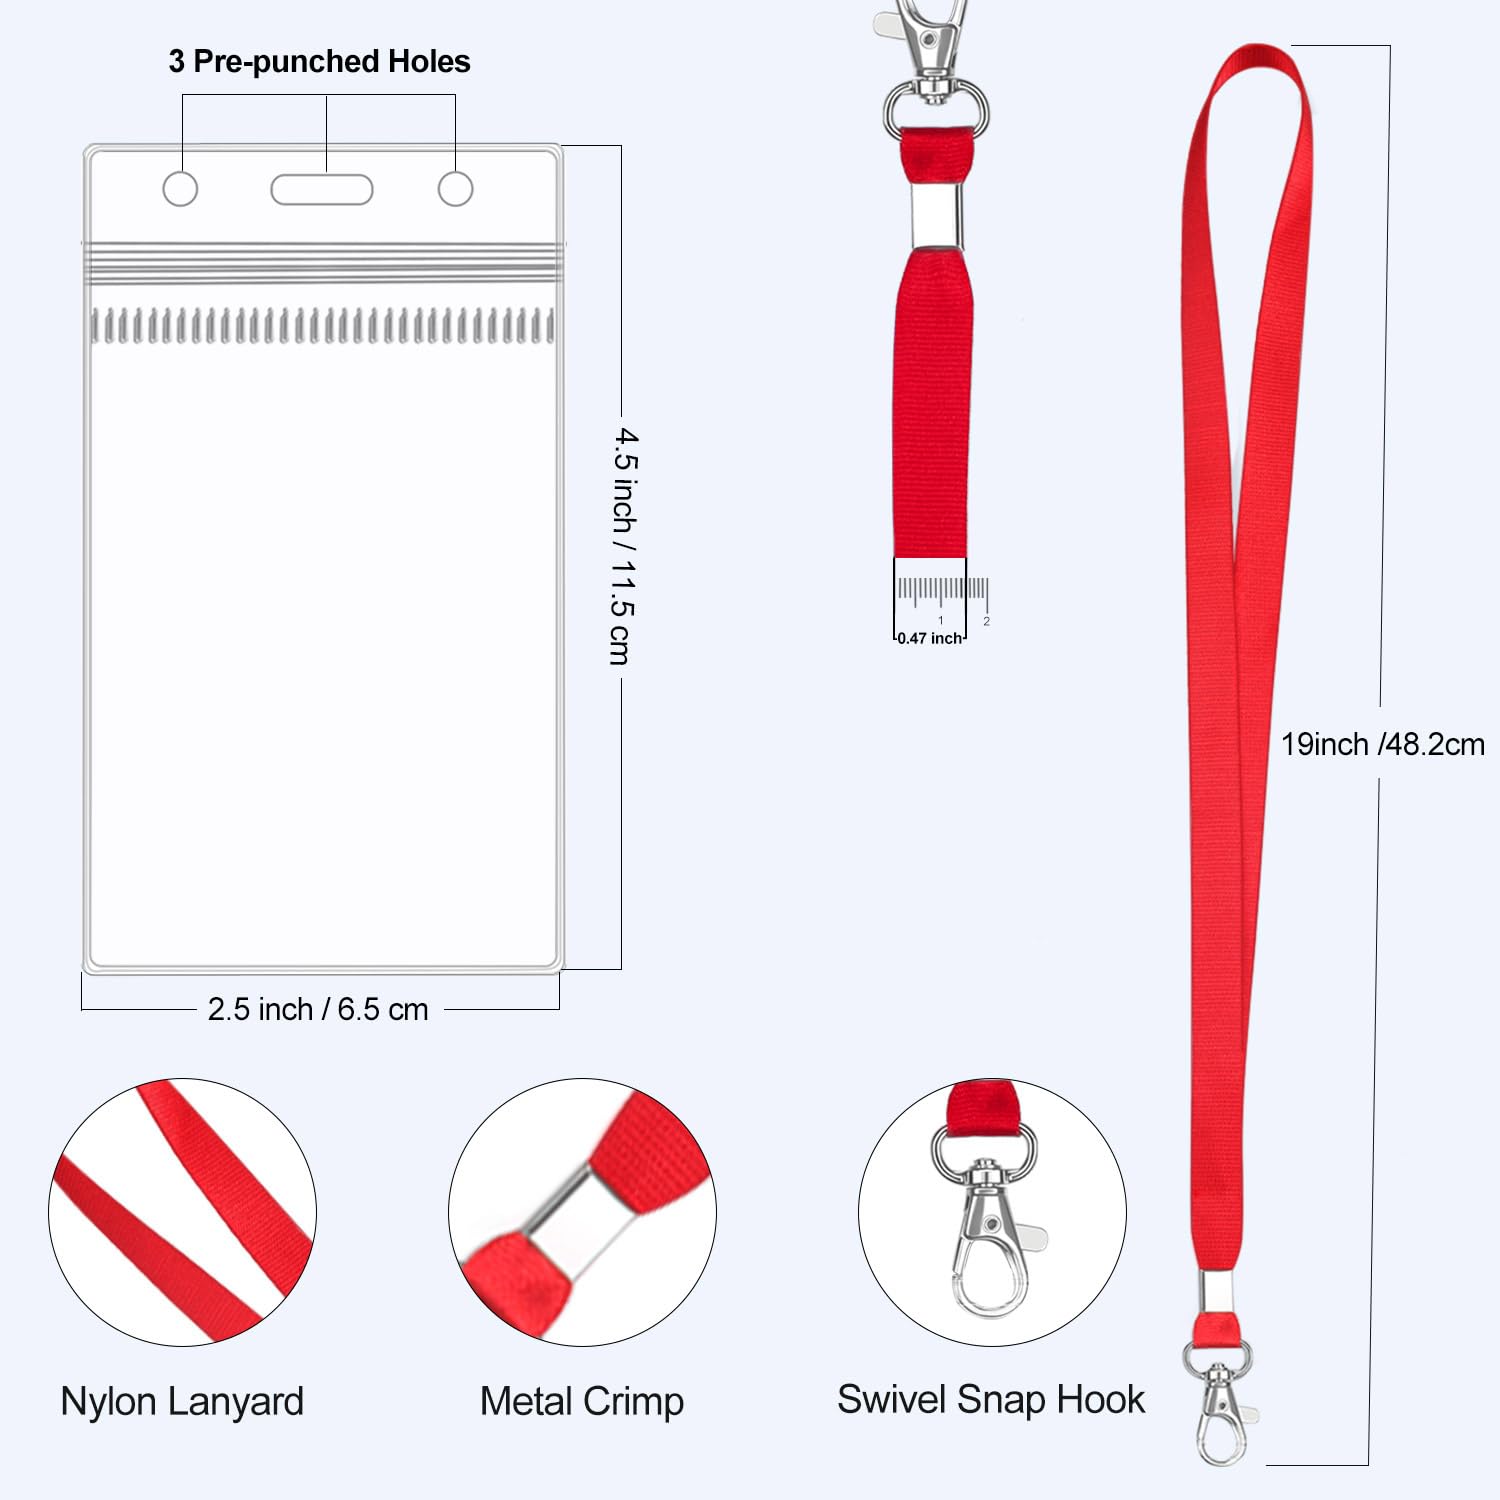 3 Pre-punched Holes
4.5 inch / 11.5 cm
2.5 inch / 6.5 cm
1
2
0.47 inch
19inch /48.2cm
Nylon Lanyard
Metal Crimp
Swivel Snap Hook